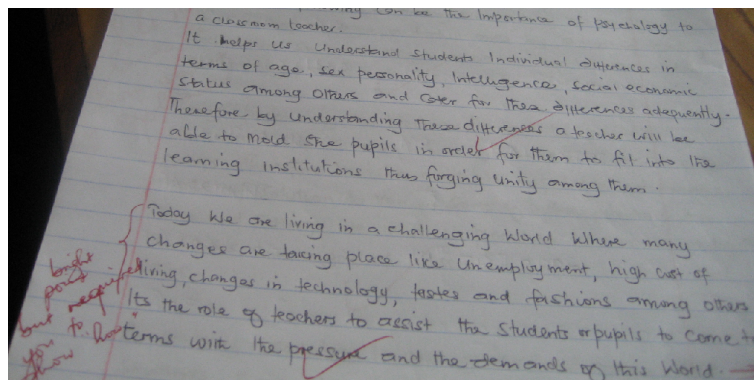 can be the Importance of psychology to
a classroom teacher.
It helps us understand students Individual differences in
terms of age, sex personality, Intelligence, social economic
status among others and cater for these differences adequently.
Therefore by understanding these differences a teacher will be
able to mold the pupils in order for them to fit into the
learning institutions thus forging unity among them.
Today we are living in a challenging world where many
changes are taking place like unemployment, high cost of
living, changes in technology, tastes and fashions among others
Its the role of teachers to assist the students or pupils to come to
terms with the pressure and the demands of this world.
bright
point
but required
you to
show how